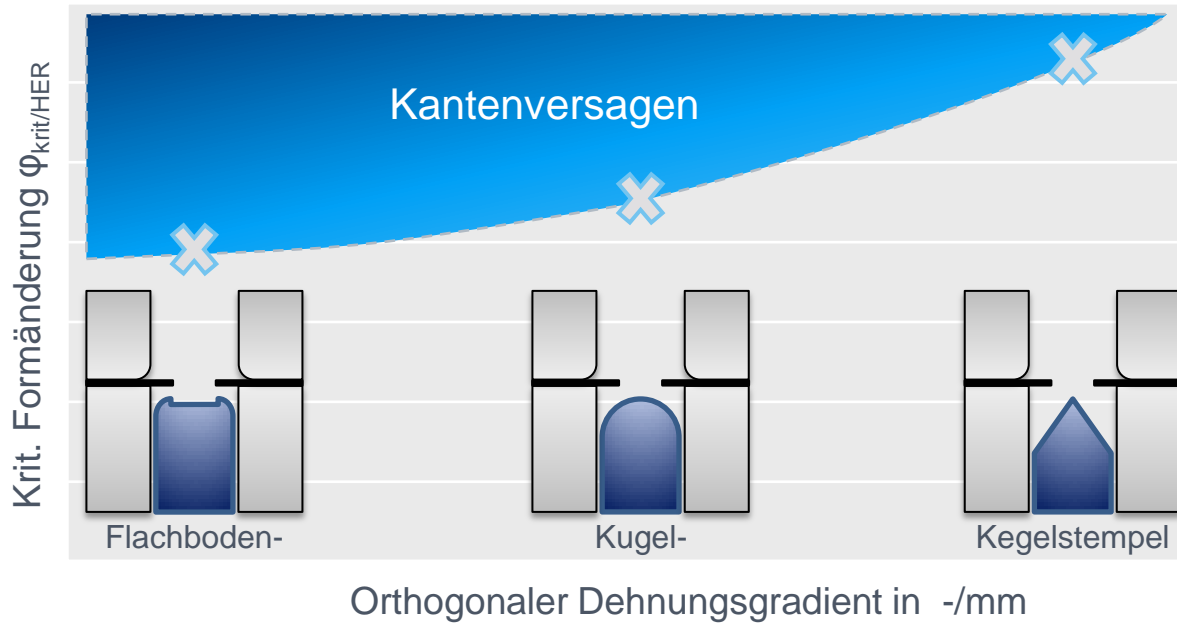 Krit. Formänderung φkrit/HER
Kantenversagen
Flachboden-
Kugel-
Kegelstempel
Orthogonaler Dehnungsgradient in -/mm